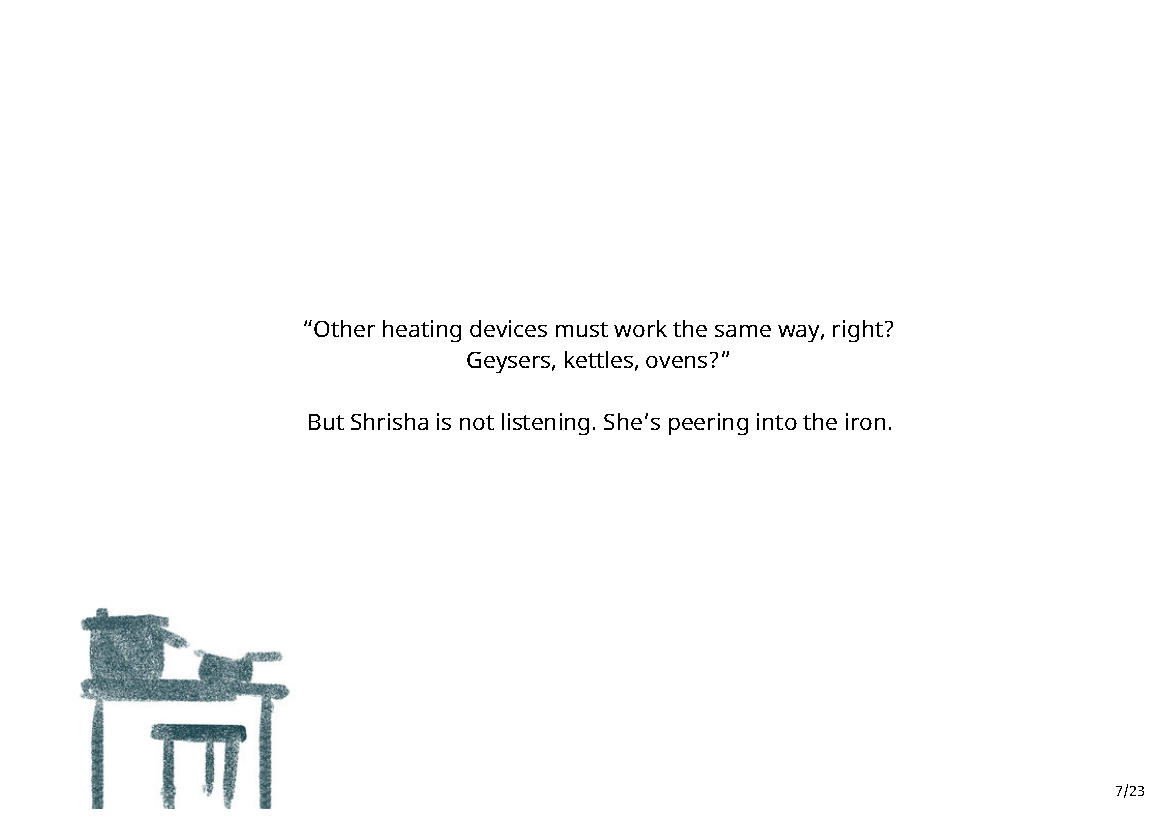 “Other heating devices must work the same way, right?
Geysers, kettles, ovens?”
But Shrisha is not listening. She’s peering into the iron.
7/23